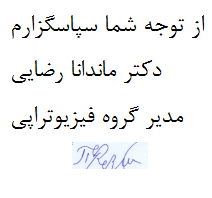 از توجه شما سپاسگزارم
دکتر ماندانا رضایی
مدیر گروه فیزیوتراپی